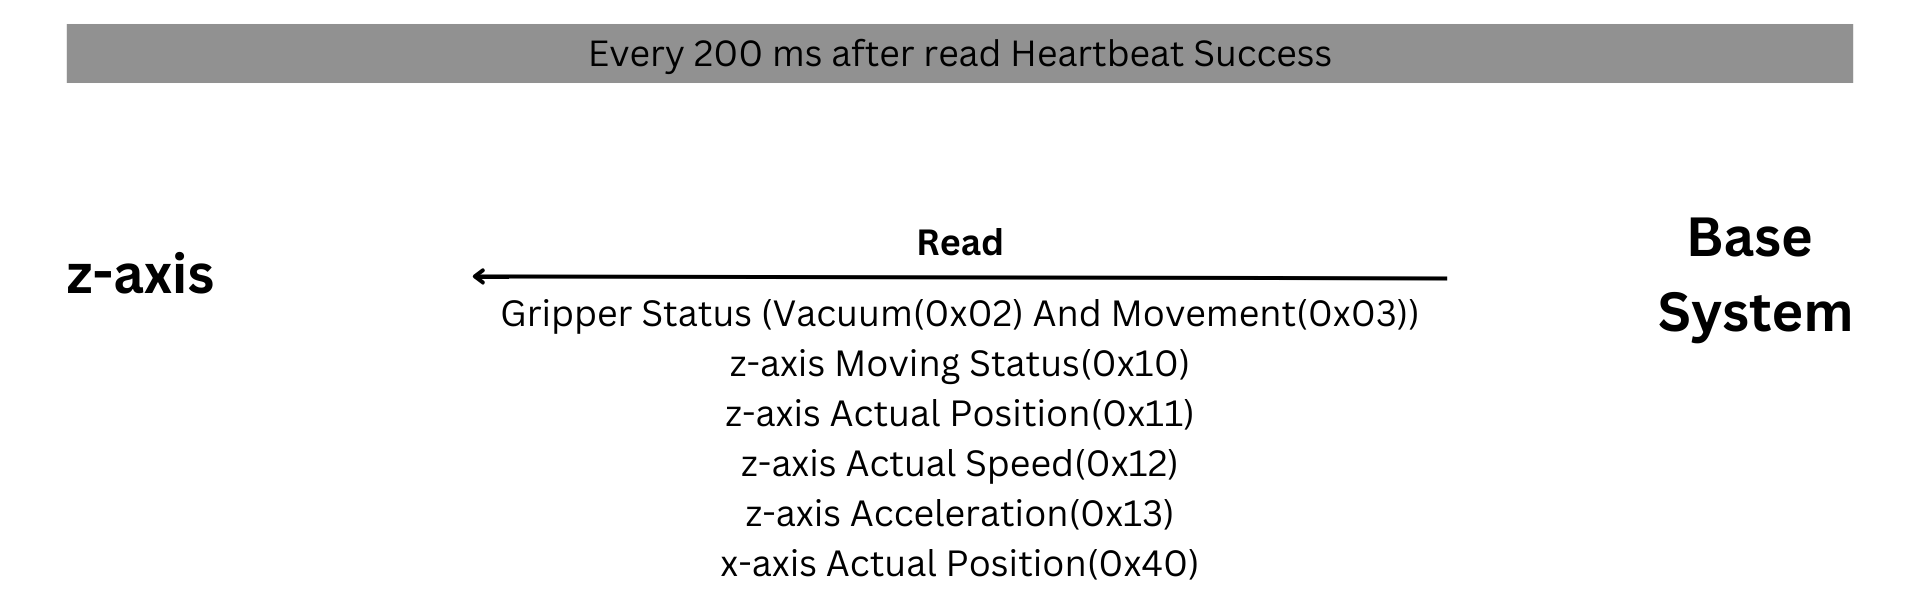 Every 200 ms after read Heartbeat Success
z-axis
Read
Gripper Status (Vacuum(0x02) And Movement(0x03))
z-axis Moving Status(0x10)
z-axis Actual Position(0x11)
z-axis Actual Speed(0x12)
z-axis Acceleration(0x13)
x-axis Actual Position(0x40)
Base
System